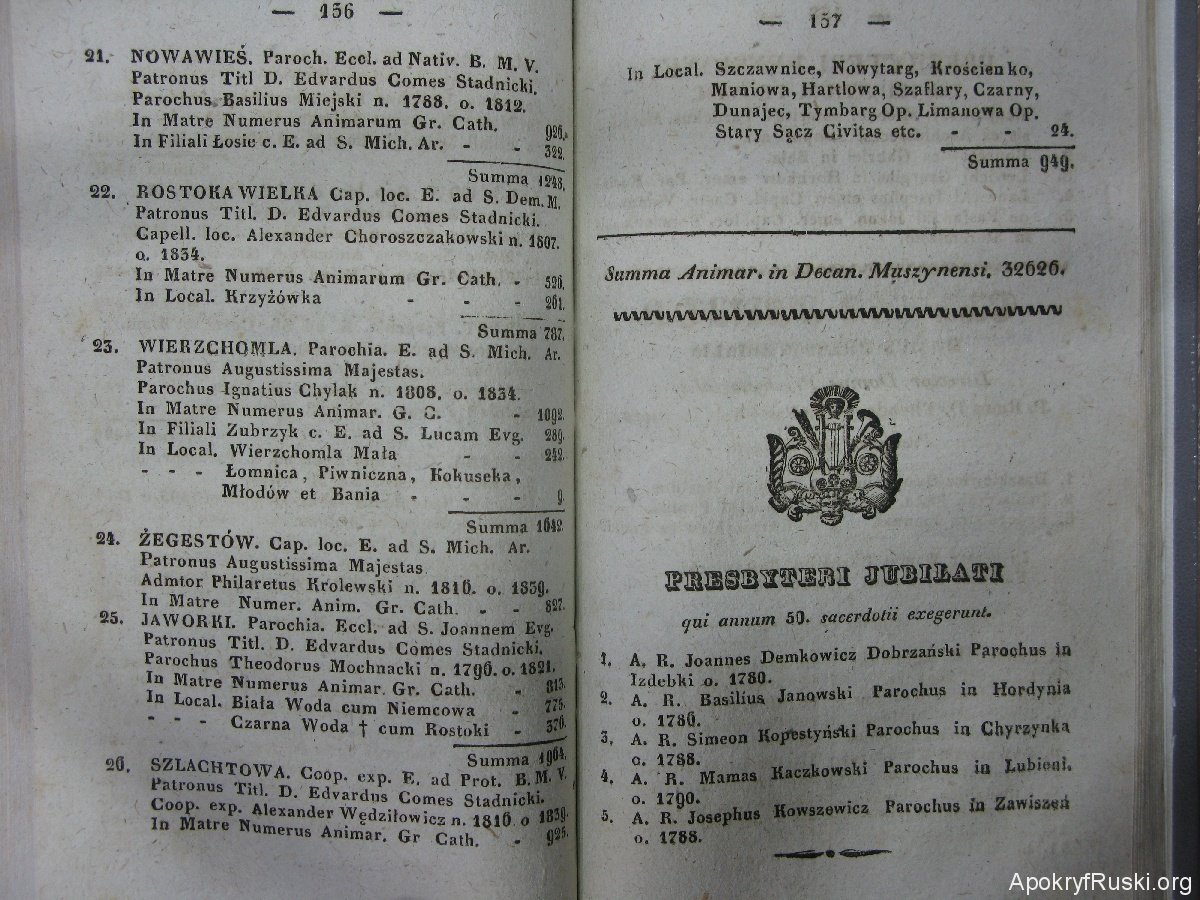 — 156 —
21. NOWAWIEŚ. Paroch. Eccl. ad Nativ. B. M. V.
Patronus Titl D. Edvardus Comes Stadnicki.
Parochus Basilius Miejski n. 1788. o. 1812.
In Matre Numerus Animarum Gr. Cath. 926.
In Filiali Łosie c. E. ad S. Mich. Ar. - - 322.
Summa 1248.
22. ROSTOKA WIELKA Cap. loc. E. ad S. Dem. M.
Patronus Titl. D. Edvardus Comes Stadnicki.
Capell. loc. Alexander Choroszczakowski n. 1807.
o. 1834.
In Matre Numerus Animarum Gr. Cath. - 526.
In Local. Krzyżówka - - - 261.
Summa 787.
23. WIERZCHOMLA. Parochia. E. ad S. Mich. Ar.
Patronus Augustissima Majestas.
Parochus Ignatius Chylak n. 1808. o. 1834.
In Matre Numerus Animar. G. C. - 1092.
In Filiali Zubrzyk c. E. ad S. Lucam Evg. 289.
In Local. Wierzchomla Mała - - 242.
- - - Łomnica, Piwniczna, Kokuseka,
Młodów et Bania - - - 9.
Summa 1642.
24. ŻEGESTÓW. Cap. loc. E. ad S. Mich. Ar.
Patronus Augustissima Majestas
Admtor Philaretus Krolewski n. 1816. o. 1839.
In Matre Numer. Anim. Gr. Cath. - - 827.
25. JAWORKI. Parochia. Eccl. ad S. Joannem Evg.
Patronus Titl. D. Edvardus Comes Stadnicki.
Parochus Theodorus Mochnacki n. 1796. o. 1821.
In Matre Numerus Animar. Gr. Cath. - 813.
In Local. Biała Woda cum Niemcowa - 775.
- - - Czarna Woda † cum Rostoki - 376.
Summa 1964.
26. SZLACHTOWA. Coop. exp. E. ad Prot. B. M. V.
Patronus Titl. D. Edvardus Comes Stadnicki.
Coop. exp. Alexander Wędziłowicz n. 1816. o 1839.
In Matre Numerus Animar. Gr Cath. - 925.
— 157 —
In Local. Szczawnice, Nowytarg, Krościenko,
Maniowa, Hartlowa, Szaflary, Czarny,
Dunajec, Tymbarg Op. Limanowa Op.
Stary Sącz Civitas etc. - - 24.
Summa 949.
Summa Animar. in Decan. Muszynensi. 32626.
PRESBYTERI JUBILATI
qui annum 50. sacerdotii exegerunt.
1. A. R. Joannes Demkowicz Dobrzański Parochus in
Izdebki o. 1780.
2. A. R. Basilius Janowski Parochus in Hordynia
o. 1786.
3. A. R. Simeon Kopestyński Parochus in Chyrzynka
o. 1788.
4. A. R. Mamas Kaczkowski Parochus in Lubieni.
o. 1790.
5. A. R. Josephus Kowszewicz Parochus in Zawiszeń
o. 1788.
ApokryfRuski.org